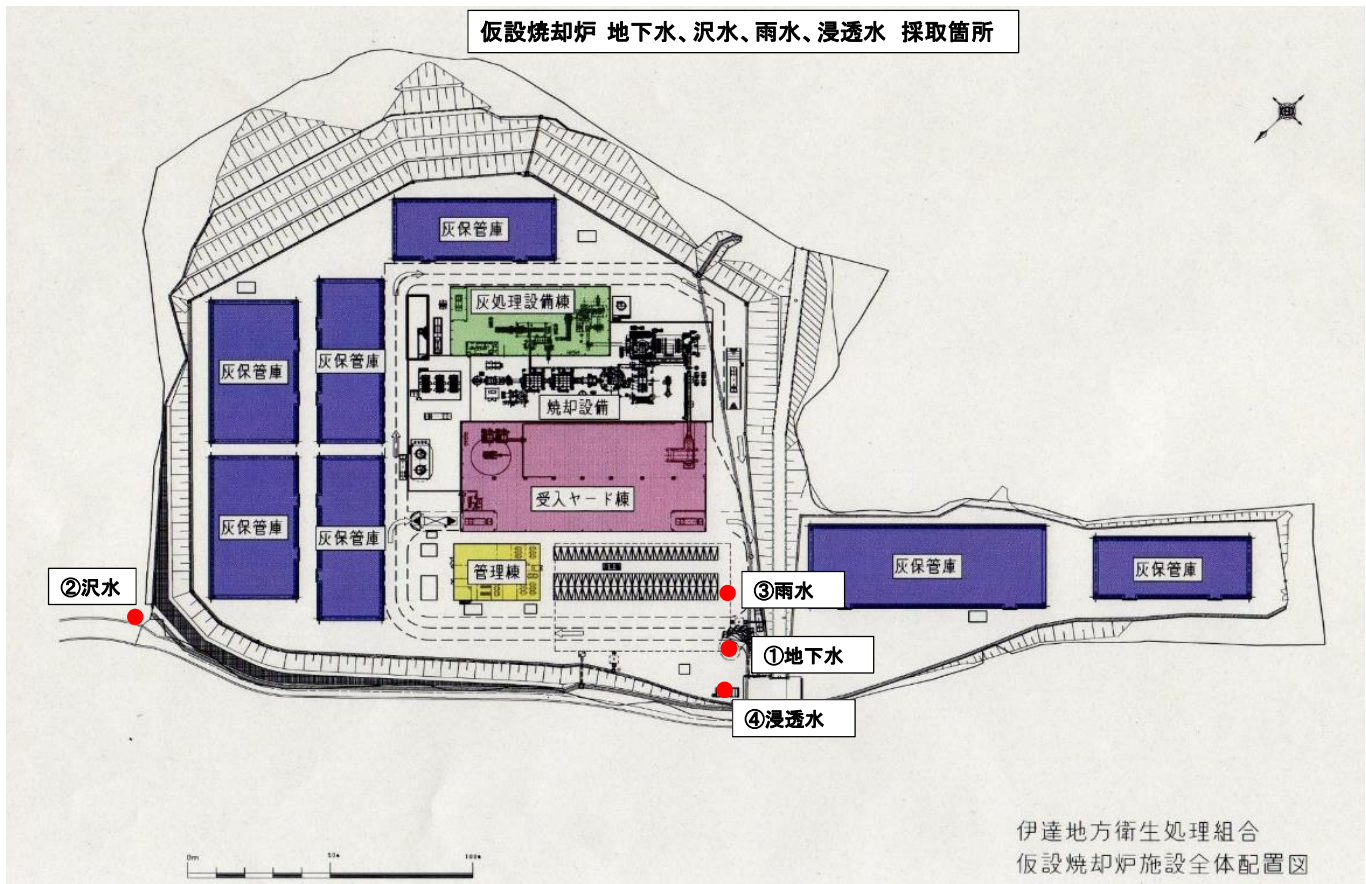 仮設焼却炉 地下水、沢水、雨水、浸透水 採取箇所
灰保管庫
灰処理設備棟
灰保管庫
灰保管庫
焼却設備
受入ヤード棟
灰保管庫
灰保管庫
管理棟
灰保管庫
灰保管庫
②沢水
③雨水
①地下水
④浸透水
0m 50m 100m
伊達地方衛生処理組合
仮設焼却炉施設全体配置図